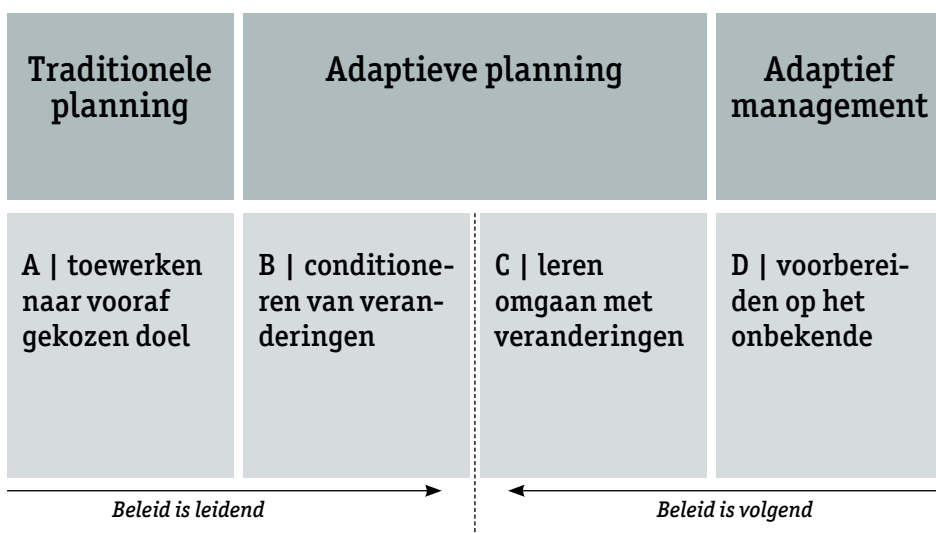 Traditionele
planning
Adaptieve planning
Adaptief
management
A | toewerken
naar vooraf
gekozen doel
B | conditione-
ren van veran-
deringen
C | leren
omgaan met
veranderingen
D | voorberei-
den op het
onbekende
Beleid is leidend
Beleid is volgend